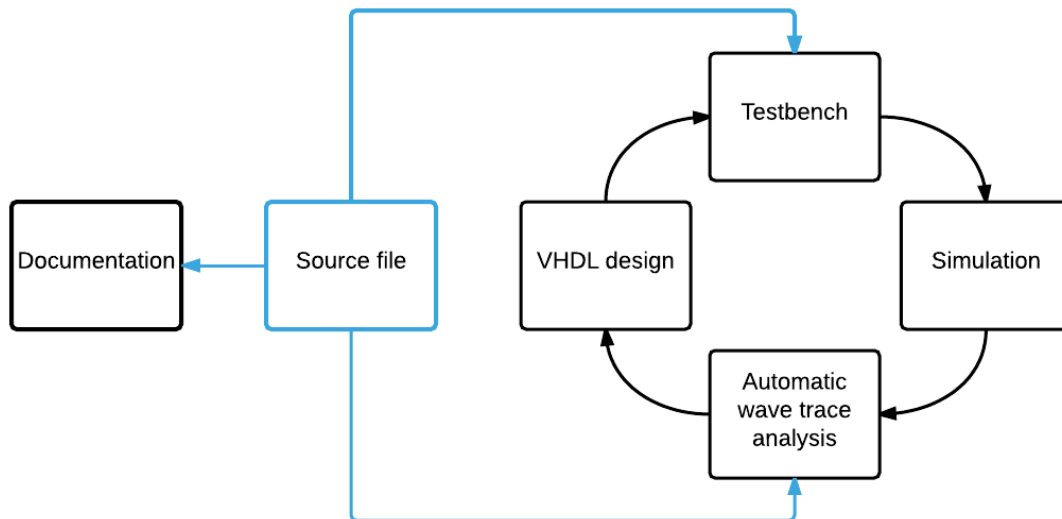 Testbench
Documentation
Source file
VHDL design
Simulation
Automatic
wave trace
analysis